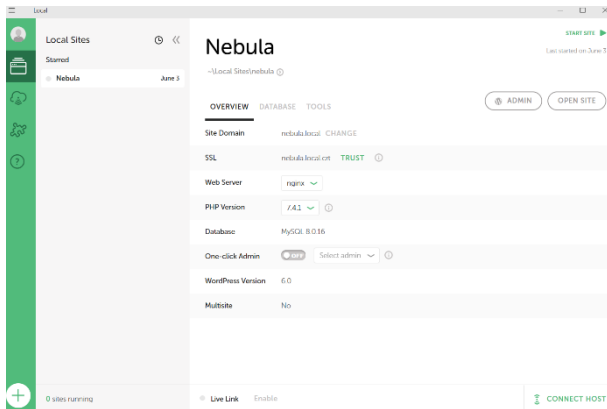 Local
Local Sites
Starred
Nebula June 3
0 sites running
Nebula
~\Local Sites\nebula
START SITE
Last started on June 3
OVERVIEW DATABASE TOOLS
ADMIN OPEN SITE
Site Domain nebula.local CHANGE
SSL nebula.local.crt TRUST
Web Server nginx
PHP Version 7.4.1
Database MySQL 8.0.16
One-click Admin OFF Select admin
WordPress Version 6.0
Multisite No
Live Link Enable
CONNECT HOST